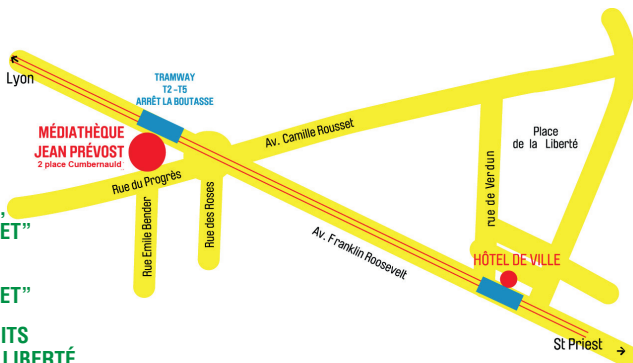 Lyon
TRAMWAY
T2 -T5
ARRÊT LA BOUTASSE
MÉDIATHÈQUE
JEAN PRÉVOST
2 place Cumbernauld
Rue du Progrès
Av. Camille Rousset
Rue Emile Bender
Rue des Roses
Av. Franklin Roosevelt
rue de Verdun
Place
de la Liberté
HÔTEL DE VILLE
St Priest
,
ET”
ET”
ITS
LIBERTÉ